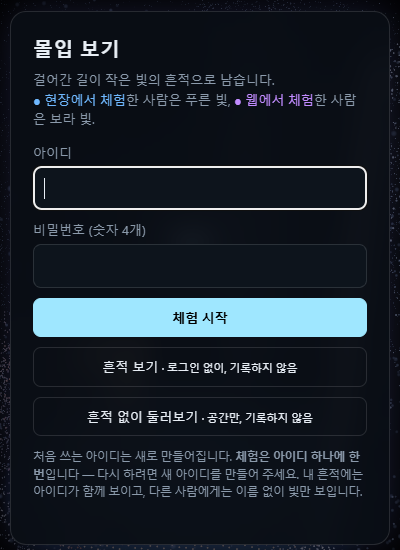 몰입 보기
걸어간 길이 작은 빛의 흔적으로 남습니다.
● 현장에서 체험한 사람은 푸른 빛, ● 웹에서 체험한 사람
은 보라 빛.
아이디
비밀번호 (숫자 4개)
체험 시작
흔적 보기 · 로그인 없이, 기록하지 않음
흔적 없이 둘러보기 · 공간만, 기록하지 않음
처음 쓰는 아이디는 새로 만들어집니다. 체험은 아이디 하나에 한
번입니다 — 다시 하려면 새 아이디를 만들어 주세요. 내 흔적에는
아이디가 함께 보이고, 다른 사람에게는 이름 없이 빛만 보입니다.